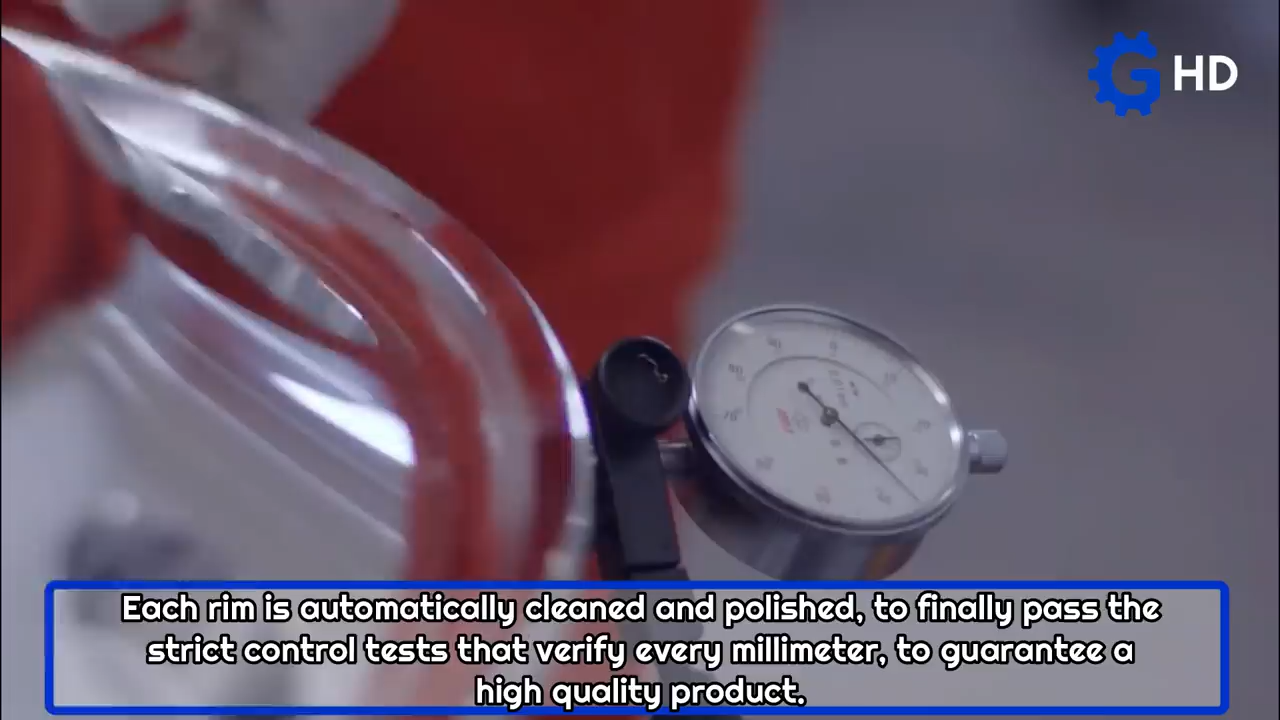 G HD
Each rim is automatically cleaned and polished, to finally pass the
strict control tests that verify every millimeter, to guarantee a
high quality product.